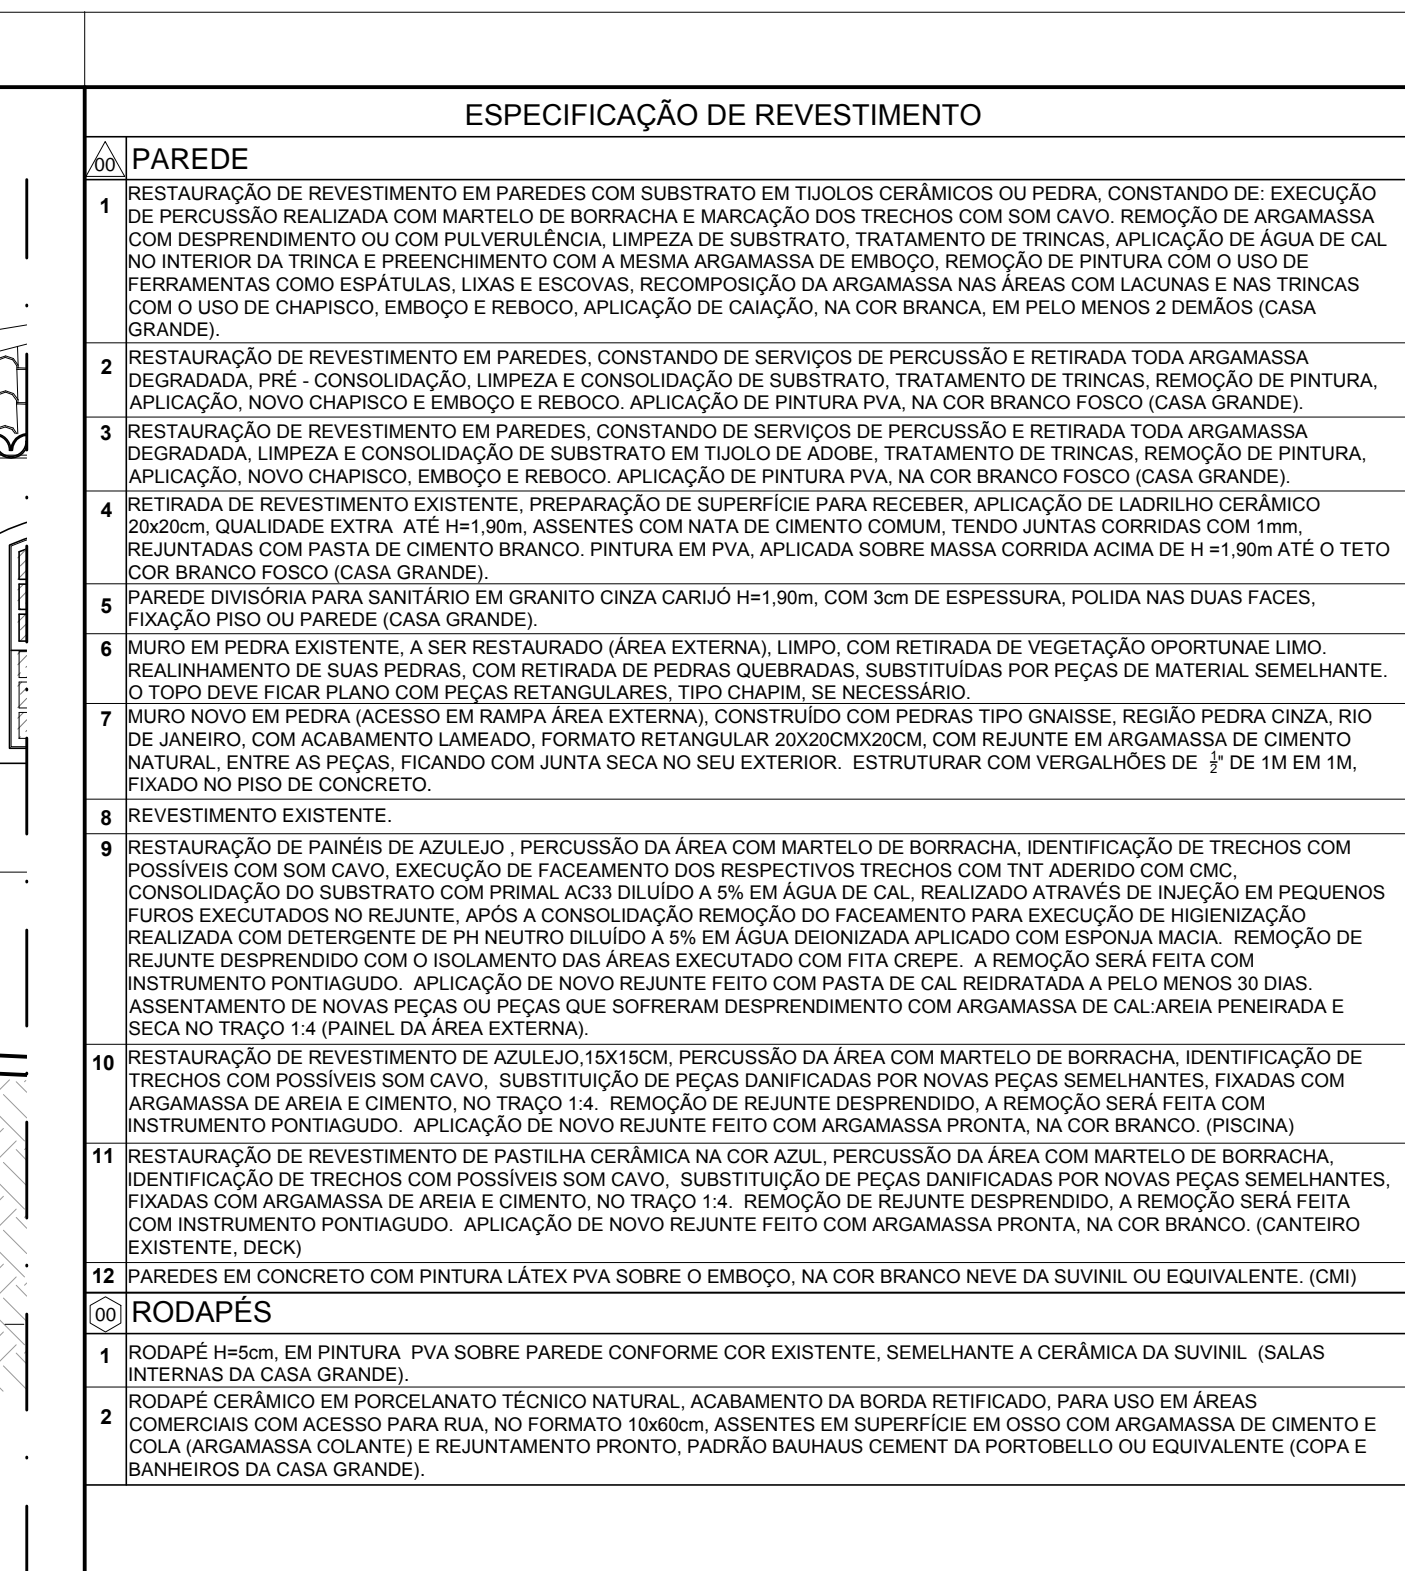 ESPECIFICAÇÃO DE REVESTIMENTO
00 PAREDE
1 RESTAURAÇÃO DE REVESTIMENTO EM PAREDES COM SUBSTRATO EM TIJOLOS CERÂMICOS OU PEDRA, CONSTANDO DE: EXECUÇÃO
DE PERCUSSÃO REALIZADA COM MARTELO DE BORRACHA E MARCAÇÃO DOS TRECHOS COM SOM CAVO. REMOÇÃO DE ARGAMASSA
COM DESPRENDIMENTO OU COM PULVERULÊNCIA, LIMPEZA DE SUBSTRATO, TRATAMENTO DE TRINCAS, APLICAÇÃO DE ÁGUA DE CAL
NO INTERIOR DA TRINCA E PREENCHIMENTO COM A MESMA ARGAMASSA DE EMBOÇO, REMOÇÃO DE PINTURA COM O USO DE
FERRAMENTAS COMO ESPÁTULAS, LIXAS E ESCOVAS, RECOMPOSIÇÃO DA ARGAMASSA NAS ÁREAS COM LACUNAS E NAS TRINCAS
COM O USO DE CHAPISCO, EMBOÇO E REBOCO, APLICAÇÃO DE CAIAÇÃO, NA COR BRANCA, EM PELO MENOS 2 DEMÃOS (CASA
GRANDE).
2 RESTAURAÇÃO DE REVESTIMENTO EM PAREDES, CONSTANDO DE SERVIÇOS DE PERCUSSÃO E RETIRADA TODA ARGAMASSA
DEGRADADA, PRÉ - CONSOLIDAÇÃO, LIMPEZA E CONSOLIDAÇÃO DE SUBSTRATO, TRATAMENTO DE TRINCAS, REMOÇÃO DE PINTURA,
APLICAÇÃO, NOVO CHAPISCO E EMBOÇO E REBOCO. APLICAÇÃO DE PINTURA PVA, NA COR BRANCO FOSCO (CASA GRANDE).
3 RESTAURAÇÃO DE REVESTIMENTO EM PAREDES, CONSTANDO DE SERVIÇOS DE PERCUSSÃO E RETIRADA TODA ARGAMASSA
DEGRADADA, LIMPEZA E CONSOLIDAÇÃO DE SUBSTRATO EM TIJOLO DE ADOBE, TRATAMENTO DE TRINCAS, REMOÇÃO DE PINTURA,
APLICAÇÃO, NOVO CHAPISCO, EMBOÇO E REBOCO. APLICAÇÃO DE PINTURA PVA, NA COR BRANCO FOSCO (CASA GRANDE).
4 RETIRADA DE REVESTIMENTO EXISTENTE, PREPARAÇÃO DE SUPERFÍCIE PARA RECEBER, APLICAÇÃO DE LADRILHO CERÂMICO
20x20cm, QUALIDADE EXTRA ATÉ H=1,90m, ASSENTES COM NATA DE CIMENTO COMUM, TENDO JUNTAS CORRIDAS COM 1mm,
REJUNTADAS COM PASTA DE CIMENTO BRANCO. PINTURA EM PVA, APLICADA SOBRE MASSA CORRIDA ACIMA DE H =1,90m ATÉ O TETO
COR BRANCO FOSCO (CASA GRANDE).
5 PAREDE DIVISÓRIA PARA SANITÁRIO EM GRANITO CINZA CARIJÓ H=1,90m, COM 3cm DE ESPESSURA, POLIDA NAS DUAS FACES,
FIXAÇÃO PISO OU PAREDE (CASA GRANDE).
6 MURO EM PEDRA EXISTENTE, A SER RESTAURADO (ÁREA EXTERNA), LIMPO, COM RETIRADA DE VEGETAÇÃO OPORTUNAE LIMO.
REALINHAMENTO DE SUAS PEDRAS, COM RETIRADA DE PEDRAS QUEBRADAS, SUBSTITUÍDAS POR PEÇAS DE MATERIAL SEMELHANTE.
O TOPO DEVE FICAR PLANO COM PEÇAS RETANGULARES, TIPO CHAPIM, SE NECESSÁRIO.
7 MURO NOVO EM PEDRA (ACESSO EM RAMPA ÁREA EXTERNA), CONSTRUÍDO COM PEDRAS TIPO GNAISSE, REGIÃO PEDRA CINZA, RIO
DE JANEIRO, COM ACABAMENTO LAMEADO, FORMATO RETANGULAR 20X20CMX20CM, COM REJUNTE EM ARGAMASSA DE CIMENTO
NATURAL, ENTRE AS PEÇAS, FICANDO COM JUNTA SECA NO SEU EXTERIOR. ESTRUTURAR COM VERGALHÕES DE ½" DE 1M EM 1M,
FIXADO NO PISO DE CONCRETO.
8 REVESTIMENTO EXISTENTE.
9 RESTAURAÇÃO DE PAINÉIS DE AZULEJO , PERCUSSÃO DA ÁREA COM MARTELO DE BORRACHA, IDENTIFICAÇÃO DE TRECHOS COM
POSSÍVEIS COM SOM CAVO, EXECUÇÃO DE FACEAMENTO DOS RESPECTIVOS TRECHOS COM TNT ADERIDO COM CMC,
CONSOLIDAÇÃO DO SUBSTRATO COM PRIMAL AC33 DILUÍDO A 5% EM ÁGUA DE CAL, REALIZADO ATRAVÉS DE INJEÇÃO EM PEQUENOS
FUROS EXECUTADOS NO REJUNTE, APÓS A CONSOLIDAÇÃO REMOÇÃO DO FACEAMENTO PARA EXECUÇÃO DE HIGIENIZAÇÃO
REALIZADA COM DETERGENTE DE PH NEUTRO DILUÍDO A 5% EM ÁGUA DEIONIZADA APLICADO COM ESPONJA MACIA. REMOÇÃO DE
REJUNTE DESPRENDIDO COM O ISOLAMENTO DAS ÁREAS EXECUTADO COM FITA CREPE. A REMOÇÃO SERÁ FEITA COM
INSTRUMENTO PONTIAGUDO. APLICAÇÃO DE NOVO REJUNTE FEITO COM PASTA DE CAL REIDRATADA A PELO MENOS 30 DIAS.
ASSENTAMENTO DE NOVAS PEÇAS OU PEÇAS QUE SOFRERAM DESPRENDIMENTO COM ARGAMASSA DE CAL:AREIA PENEIRADA E
SECA NO TRAÇO 1:4 (PAINEL DA ÁREA EXTERNA).
10 RESTAURAÇÃO DE REVESTIMENTO DE AZULEJO,15X15CM, PERCUSSÃO DA ÁREA COM MARTELO DE BORRACHA, IDENTIFICAÇÃO DE
TRECHOS COM POSSÍVEIS SOM CAVO, SUBSTITUIÇÃO DE PEÇAS DANIFICADAS POR NOVAS PEÇAS SEMELHANTES, FIXADAS COM
ARGAMASSA DE AREIA E CIMENTO, NO TRAÇO 1:4. REMOÇÃO DE REJUNTE DESPRENDIDO, A REMOÇÃO SERÁ FEITA COM
INSTRUMENTO PONTIAGUDO. APLICAÇÃO DE NOVO REJUNTE FEITO COM ARGAMASSA PRONTA, NA COR BRANCO. (PISCINA)
11 RESTAURAÇÃO DE REVESTIMENTO DE PASTILHA CERÂMICA NA COR AZUL, PERCUSSÃO DA ÁREA COM MARTELO DE BORRACHA,
IDENTIFICAÇÃO DE TRECHOS COM POSSÍVEIS SOM CAVO, SUBSTITUIÇÃO DE PEÇAS DANIFICADAS POR NOVAS PEÇAS SEMELHANTES,
FIXADAS COM ARGAMASSA DE AREIA E CIMENTO, NO TRAÇO 1:4. REMOÇÃO DE REJUNTE DESPRENDIDO, A REMOÇÃO SERÁ FEITA
COM INSTRUMENTO PONTIAGUDO. APLICAÇÃO DE NOVO REJUNTE FEITO COM ARGAMASSA PRONTA, NA COR BRANCO. (CANTEIRO
EXISTENTE, DECK)
12 PAREDES EM CONCRETO COM PINTURA LÁTEX PVA SOBRE O EMBOÇO, NA COR BRANCO NEVE DA SUVINIL OU EQUIVALENTE. (CMI)
00 RODAPÉS
1 RODAPÉ H=5cm, EM PINTURA PVA SOBRE PAREDE CONFORME COR EXISTENTE, SEMELHANTE A CERÂMICA DA SUVINIL (SALAS
INTERNAS DA CASA GRANDE).
2 RODAPÉ CERÂMICO EM PORCELANATO TÉCNICO NATURAL, ACABAMENTO DA BORDA RETIFICADO, PARA USO EM ÁREAS
COMERCIAIS COM ACESSO PARA RUA, NO FORMATO 10x60cm, ASSENTES EM SUPERFÍCIE EM OSSO COM ARGAMASSA DE CIMENTO E
COLA (ARGAMASSA COLANTE) E REJUNTAMENTO PRONTO, PADRÃO BAUHAUS CEMENT DA PORTOBELLO OU EQUIVALENTE (COPA E
BANHEIROS DA CASA GRANDE).